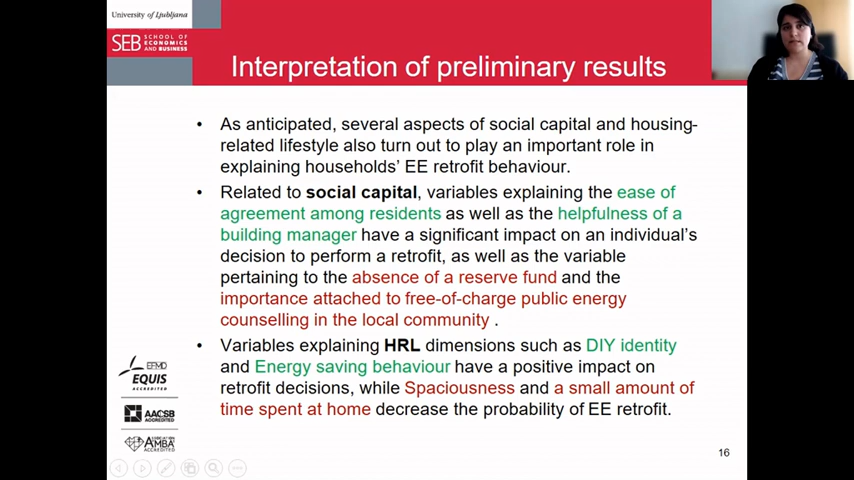 University of Ljubljana
SEB SCHOOL OF
ECONOMICS
AND BUSINESS
Interpretation of preliminary results
• As anticipated, several aspects of social capital and housing-
related lifestyle also turn out to play an important role in
explaining households' EE retrofit behaviour.
• Related to social capital, variables explaining the ease of
agreement among residents as well as the helpfulness of a
building manager have a significant impact on an individual's
decision to perform a retrofit, as well as the variable
pertaining to the absence of a reserve fund and the
importance attached to free-of-charge public energy
counselling in the local community .
• Variables explaining HRL dimensions such as DIY identity
and Energy saving behaviour have a positive impact on
retrofit decisions, while Spaciousness and a small amount of
time spent at home decrease the probability of EE retrofit.
EFMD
EQUIS
ACCREDITED
AACSB
ACCREDITED
ASSOCIATION
AMBA
ACCREDITED
16